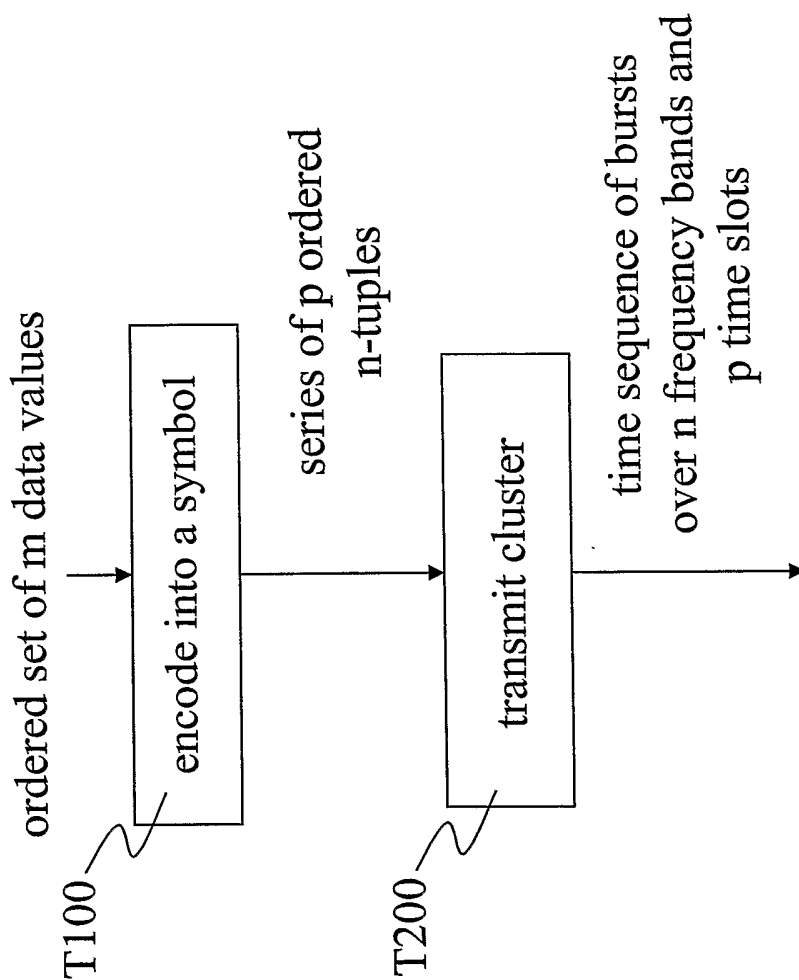 ordered set of m data values
T100
encode into a symbol
series of p ordered
n-tuples
T200
transmit cluster
time sequence of bursts
over n frequency bands and
p time slots